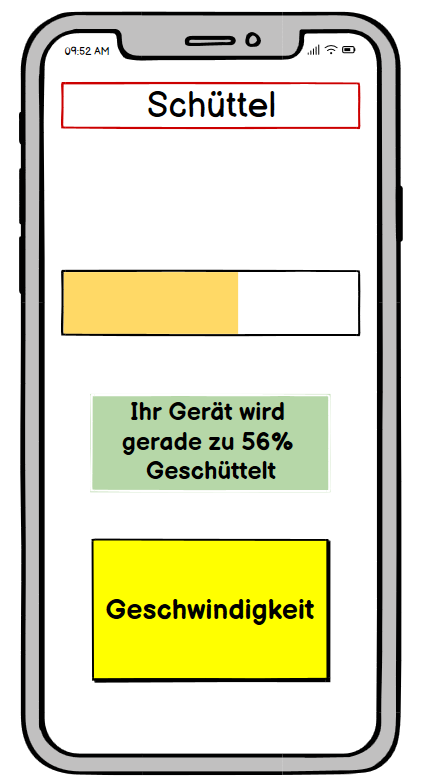 09:52 AM
Schüttel
Ihr Gerät wird
gerade zu 56%
Geschüttelt
Geschwindigkeit